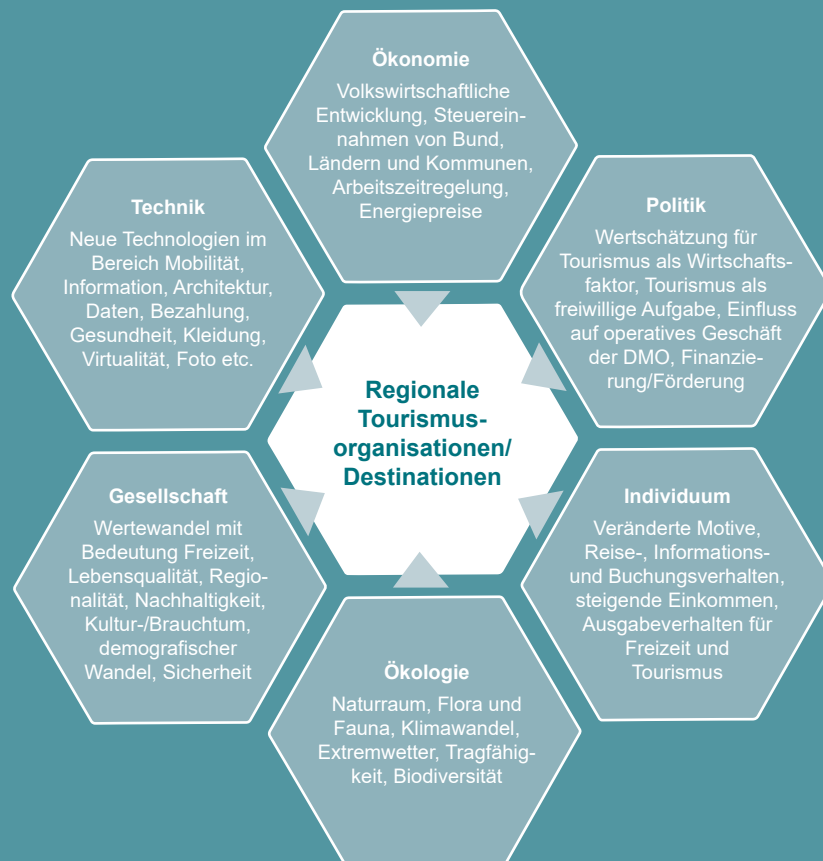 Ökonomie
Volkswirtschaftliche
Entwicklung, Steuerein-
nahmen von Bund,
Ländern und Kommunen,
Arbeitszeitregelung,
Energiepreise
Technik
Neue Technologien im
Bereich Mobilität,
Information, Architektur,
Daten, Bezahlung,
Gesundheit, Kleidung,
Virtualität, Foto etc.
Politik
Wertschätzung für
Tourismus als Wirtschafts-
faktor, Tourismus als
freiwillige Aufgabe, Einfluss
auf operatives Geschäft
der DMO, Finanzie-
rung/Förderung
Regionale
Tourismus-
organisationen/
Destinationen
Gesellschaft
Wertewandel mit
Bedeutung Freizeit,
Lebensqualität, Regio-
nalität, Nachhaltigkeit,
Kultur-/Brauchtum,
demografischer
Wandel, Sicherheit
Individuum
Veränderte Motive,
Reise-, Informations-
und Buchungsverhalten,
steigende Einkommen,
Ausgabeverhalten für
Freizeit und
Tourismus
Ökologie
Naturraum, Flora und
Fauna, Klimawandel,
Extremwetter, Tragfähig-
keit, Biodiversität